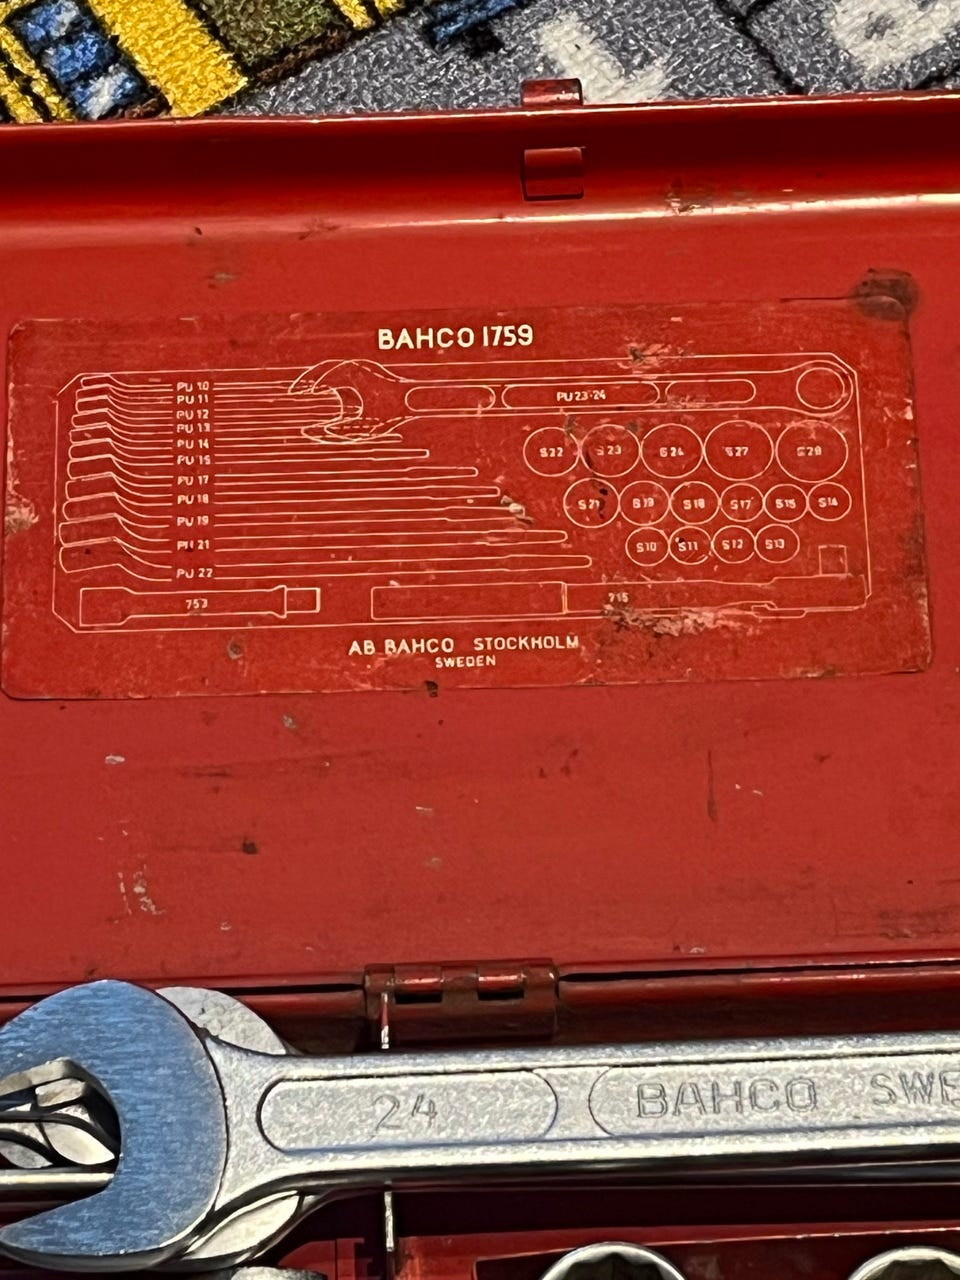 BAHCO 1759
PU 10
PU 11
PU 12
PU 13
PU 14
PU 15
PU 17
PU 18
PU 19
PU 21
PU 22
PU 23-24
S22 S23 S24 S27
S21 S19 S18 S17 S15 S14
S10 S11 S12 S13
753
715
AB BAHCO STOCKHOLM
SWEDEN
24 BAHCO SWE